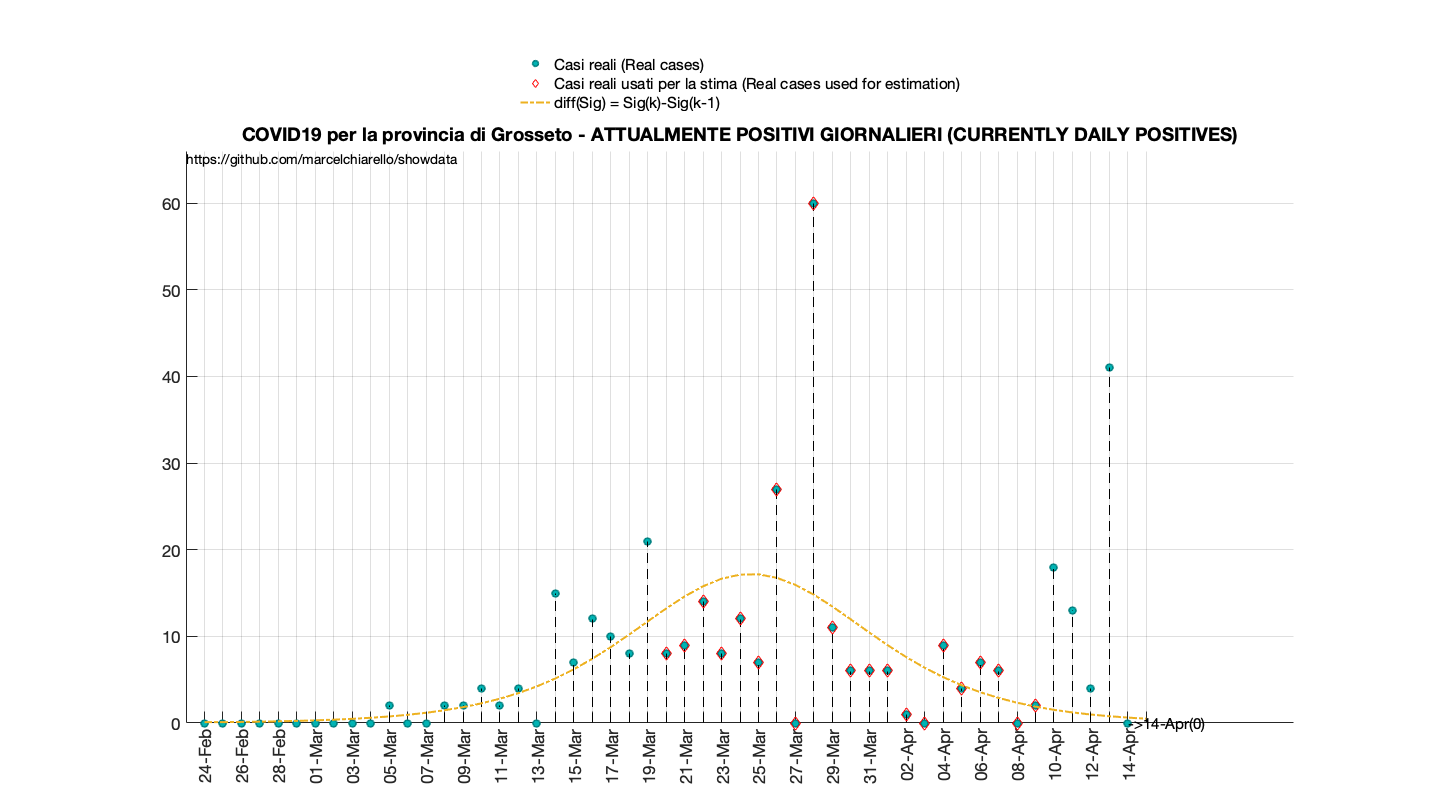 Casi reali (Real cases)
Casi reali usati per la stima (Real cases used for estimation)
diff(Sig) = Sig(k)-Sig(k-1)
COVID19 per la provincia di Grosseto - ATTUALMENTE POSITIVI GIORNALIERI (CURRENTLY DAILY POSITIVES)
https://github.com/marcelchiarello/showdata
60
50
40
30
20
10
0
->14-Apr(0)
24-Feb
26-Feb
28-Feb
01-Mar
03-Mar
05-Mar
07-Mar
09-Mar
11-Mar
13-Mar
15-Mar
17-Mar
19-Mar
21-Mar
23-Mar
25-Mar
27-Mar
29-Mar
31-Mar
02-Apr
04-Apr
06-Apr
08-Apr
10-Apr
12-Apr
14-Apr